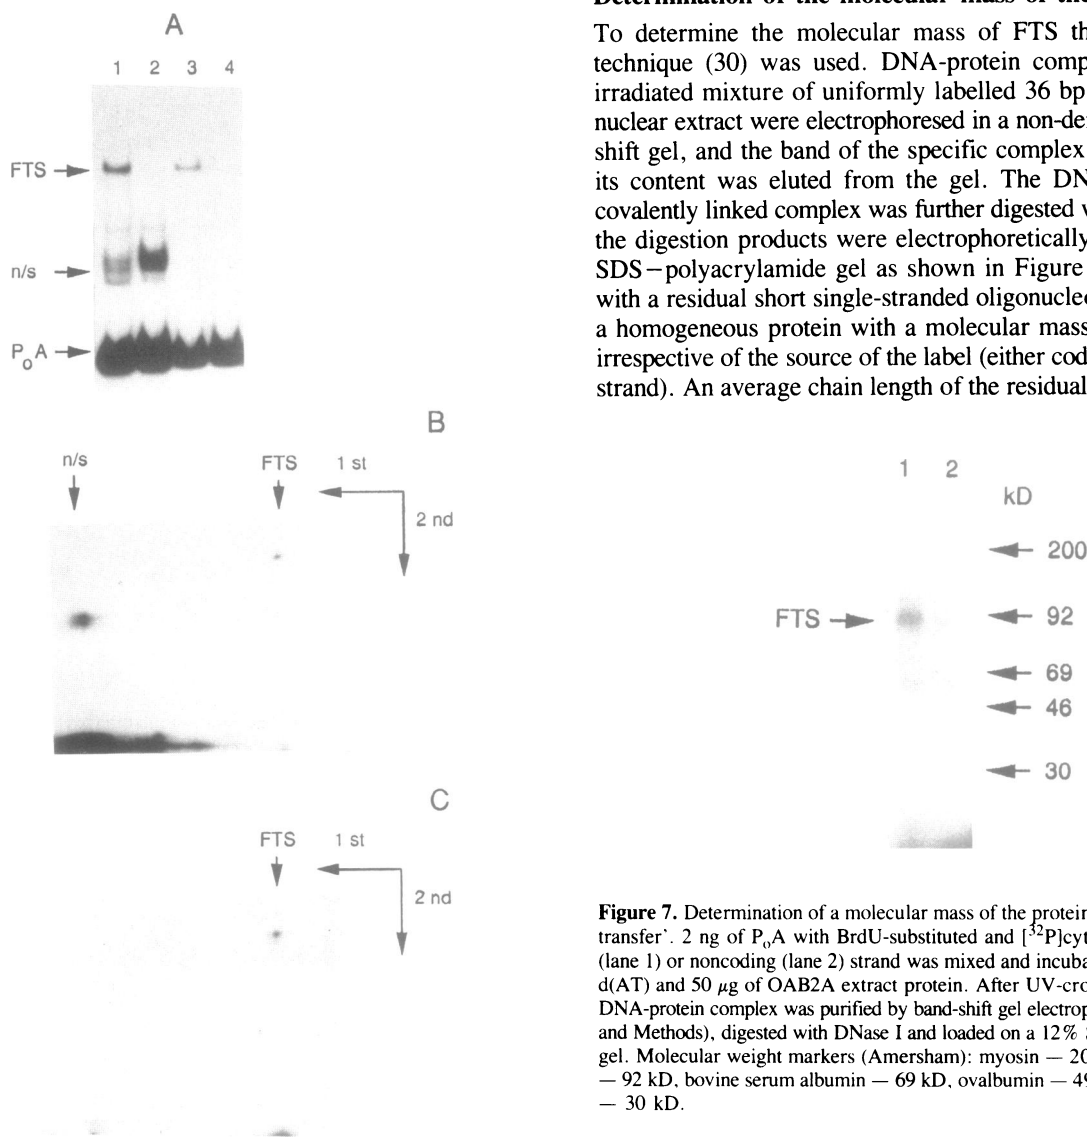 A
1 2 3 4
FTS
n/s
PoA
B
n/s FTS 1 st
2 nd
C
FTS 1 st
2 nd
To determine the molecular mass of FTS th
technique (30) was used. DNA-protein comp
irradiated mixture of uniformly labelled 36 bp
nuclear extract were electrophoresed in a non-de
shift gel, and the band of the specific complex
its content was eluted from the gel. The DN
covalently linked complex was further digested
the digestion products were electrophoretically
SDS−polyacrylamide gel as shown in Figure
with a residual short single-stranded oligonucle
a homogeneous protein with a molecular mass
irrespective of the source of the label (either cod
strand). An average chain length of the residual
1 2
kD
200
FTS 92
69
46
30
Figure 7. Determination of a molecular mass of the protein
transfer'. 2 ng of PoA with BrdU-substituted and [32P]cyt
(lane 1) or noncoding (lane 2) strand was mixed and incuba
d(AT) and 50 μg of OAB2A extract protein. After UV-cro
DNA-protein complex was purified by band-shift gel electrop
and Methods), digested with DNase I and loaded on a 12%
gel. Molecular weight markers (Amersham): myosin — 20
— 92 kD, bovine serum albumin — 69 kD, ovalbumin — 49
— 30 kD.